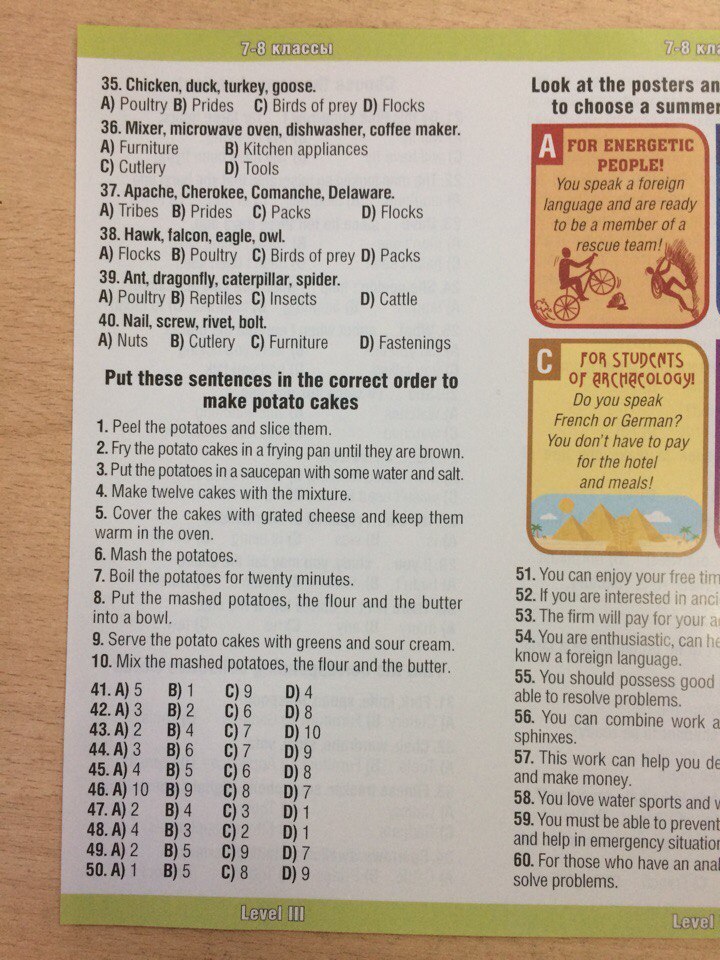 7-8 классы
35. Chicken, duck, turkey, goose.
A) Poultry B) Prides C) Birds of prey D) Flocks
36. Mixer, microwave oven, dishwasher, coffee maker.
A) Furniture B) Kitchen appliances
C) Cutlery D) Tools
37. Apache, Cherokee, Comanche, Delaware.
A) Tribes B) Prides C) Packs D) Flocks
38. Hawk, falcon, eagle, owl.
A) Flocks B) Poultry C) Birds of prey D) Packs
39. Ant, dragonfly, caterpillar, spider.
A) Poultry B) Reptiles C) Insects D) Cattle
40. Nail, screw, rivet, bolt.
A) Nuts B) Cutlery C) Furniture D) Fastenings
Put these sentences in the correct order to
make potato cakes
1. Peel the potatoes and slice them.
2. Fry the potato cakes in a frying pan until they are brown.
3. Put the potatoes in a saucepan with some water and salt.
4. Make twelve cakes with the mixture.
5. Cover the cakes with grated cheese and keep them
warm in the oven.
6. Mash the potatoes.
7. Boil the potatoes for twenty minutes.
8. Put the mashed potatoes, the flour and the butter
into a bowl.
9. Serve the potato cakes with greens and sour cream.
10. Mix the mashed potatoes, the flour and the butter.
41. A) 5 B) 1 C) 9 D) 4
42. A) 3 B) 2 C) 6 D) 8
43. A) 2 B) 4 C) 7 D) 10
44. A) 3 B) 6 C) 7 D) 9
45. A) 4 B) 5 C) 6 D) 8
46. A) 10 B) 9 C) 8 D) 7
47. A) 2 B) 4 C) 3 D) 1
48. A) 4 B) 3 C) 2 D) 1
49. A) 2 B) 5 C) 9 D) 7
50. A) 1 B) 5 C) 8 D) 9
Level III
7-8 кла
Look at the posters an
to choose a summer
A FOR ENERGETIC
PEOPLE!
You speak a foreign
language and are ready
to be a member of a
rescue team!
C FOR STUDENTS
OF ARCHAEOLOGY!
Do you speak
French or German?
You don't have to pay
for the hotel
and meals!
51. You can enjoy your free tim
52. If you are interested in anci
53. The firm will pay for your a
54. You are enthusiastic, can he
know a foreign language.
55. You should possess good
able to resolve problems.
56. You can combine work a
sphinxes.
57. This work can help you de
and make money.
58. You love water sports and w
59. You must be able to prevent
and help in emergency situation
60. For those who have an anal
solve problems.
Level